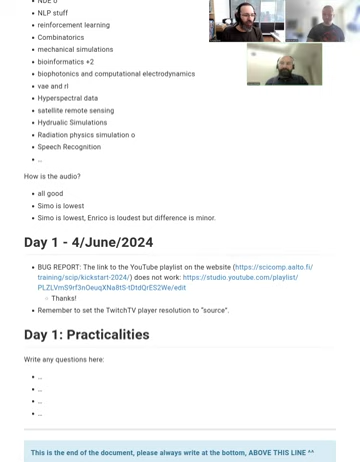 NLP stuff
reinforcement learning
Combinatorics
mechanical simulations
bioinformatics +2
biophotonics and computational electrodynamics
vae and rl
Hyperspectral data
satellite remote sensing
Hydrualic Simulations
Radiation physics simulation o
Speech Recognition
...
How is the audio?
all good
Simo is lowest
Simo is lowest, Enrico is loudest but difference is minor.
Day 1 - 4/June/2024
BUG REPORT: The link to the YouTube playlist on the website (https://scicomp.aalto.fi/
training/scip/kickstart-2024/) does not work: https://studio.youtube.com/playlist/
Thanks!
Remember to set the TwitchTV player resolution to “source”.
Day 1: Practicalities
Write any questions here:
...
...
...
...
This is the end of the document, please always write at the bottom, ABOVE THIS LINE ^^